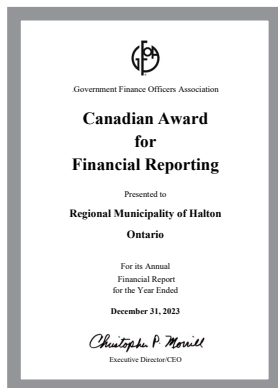 GFOA
Government Finance Officers Association
Canadian Award
for
Financial Reporting
Presented to
Regional Municipality of Halton
Ontario
For its Annual
Financial Report
for the Year Ended
December 31, 2023
Christopher P. Morrill
Executive Director/CEO